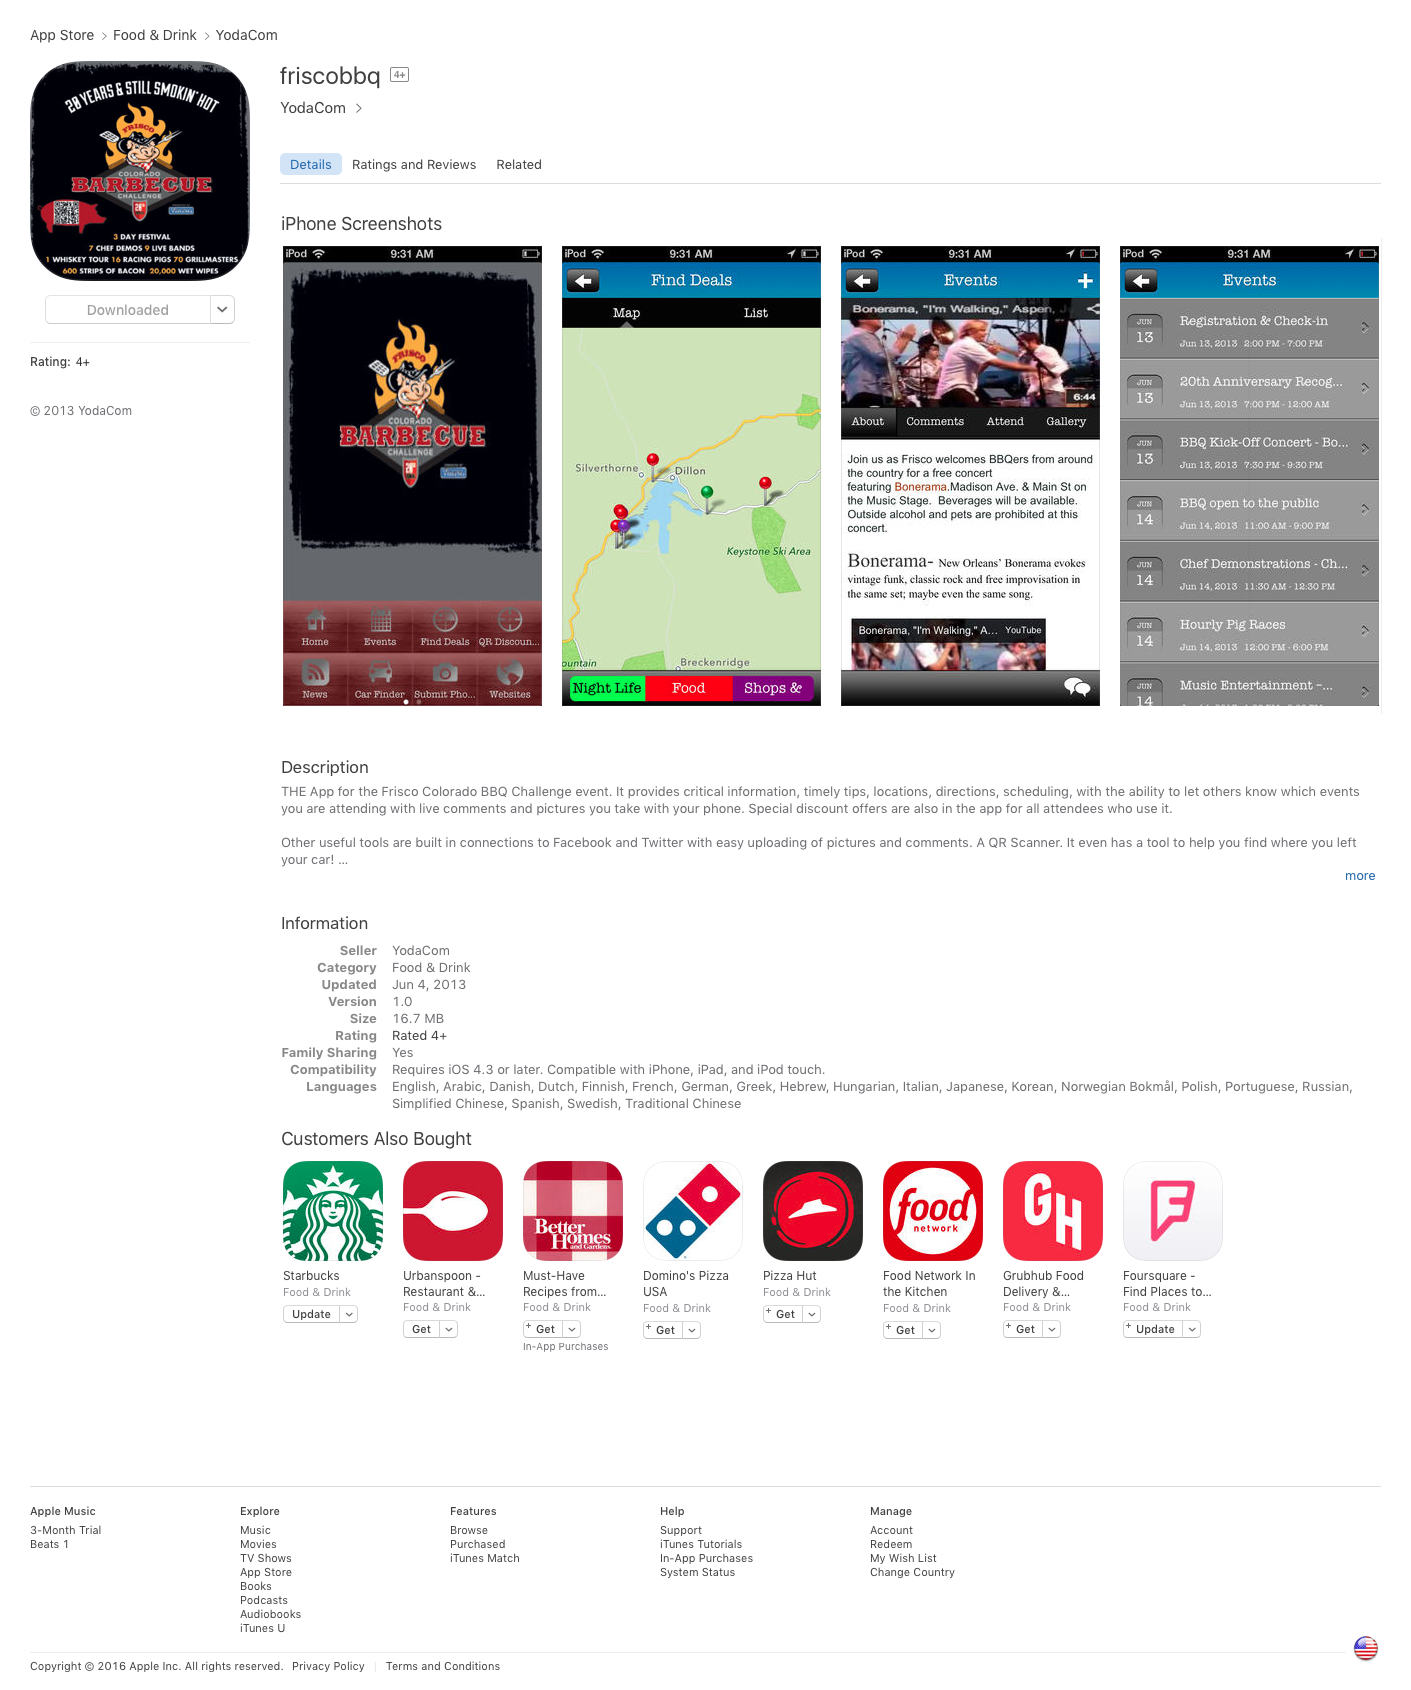 App Store > Food & Drink > YodaCom
20 YEARS & STILL SMOKIN' HOT
FRISCO
COLORADO
BARBECUE
CHALLENGE
3 DAY FESTIVAL
7 CHEF DEMOS 9 LIVE BANDS
1 WHISKEY TOUR 16 RACING PIGS 70 GRILLMASTERS
600 STRIPS OF BACON 20,000 WET WIPES
Downloaded
Rating: 4+
© 2013 YodaCom
friscobbq 4+
YodaCom >
Details Ratings and Reviews Related
iPhone Screenshots
iPod 9:31 AM
FRISCO
COLORADO
BARBECUE
CHALLENGE
Home Events Find Deals QR Discoun...
News Car Finder Submit Pho... Websites
iPod 9:31 AM
Find Deals
Map List
Silverthorne
Dillon
Keystone Ski Area
ountain
Breckenridge
Night Life Food Shops &
iPod 9:31 AM
Events
Bonerama, "I'm Walking," Aspen,
6:44
About Comments Attend Gallery
Join us as Frisco welcomes BBQers from around
the country for a free concert
featuring Bonerama.Madison Ave. & Main St on
the Music Stage. Beverages will be available.
Outside alcohol and pets are prohibited at this
concert.
Bonerama- New Orleans' Bonerama evokes
vintage funk, classic rock and free improvisation in
the same set; maybe even the same song.
Bonerama, "I'm Walking," A... YouTube
iPod 9:31 AM
Events
JUN 13 Registration & Check-in
Jun 13, 2013 2:00 PM - 7:00 PM
JUN 13 20th Anniversary Recog...
Jun 13, 2013 7:00 PM - 12:00 AM
JUN 13 BBQ Kick-Off Concert - Bo...
Jun 13, 2013 7:30 PM - 9:30 PM
JUN 14 BBQ open to the public
Jun 14, 2013 11:00 AM - 9:00 PM
JUN 14 Chef Demonstrations - Ch...
Jun 14, 2013 11:30 AM - 12:30 PM
JUN 14 Hourly Pig Races
Jun 14, 2013 12:00 PM - 6:00 PM
JUN 14 Music Entertainment –...
Description
THE App for the Frisco Colorado BBQ Challenge event. It provides critical information, timely tips, locations, directions, scheduling, with the ability to let others know which events
you are attending with live comments and pictures you take with your phone. Special discount offers are also in the app for all attendees who use it.
Other useful tools are built in connections to Facebook and Twitter with easy uploading of pictures and comments. A QR Scanner. It even has a tool to help you find where you left
your car! ...
more
Information
Seller YodaCom
Category Food & Drink
Updated Jun 4, 2013
Version 1.0
Size 16.7 MB
Rating Rated 4+
Family Sharing Yes
Compatibility Requires iOS 4.3 or later. Compatible with iPhone, iPad, and iPod touch.
Languages English, Arabic, Danish, Dutch, Finnish, French, German, Greek, Hebrew, Hungarian, Italian, Japanese, Korean, Norwegian Bokmål, Polish, Portuguese, Russian,
Simplified Chinese, Spanish, Swedish, Traditional Chinese
Customers Also Bought
Starbucks
Food & Drink
Update
Urbanspoon -
Restaurant &...
Food & Drink
Get
Better
Homes
and Gardens.
Must-Have
Recipes from...
Food & Drink
+ Get
In-App Purchases
Domino's Pizza
USA
Food & Drink
+ Get
Pizza Hut
Food & Drink
+ Get
food
network
Food Network In
the Kitchen
Food & Drink
+ Get
GH
Grubhub Food
Delivery &...
Food & Drink
+ Get
F
Foursquare -
Find Places to...
Food & Drink
+ Update
Apple Music
3-Month Trial
Beats 1
Explore
Music
Movies
TV Shows
App Store
Books
Podcasts
Audiobooks
iTunes U
Features
Browse
Purchased
iTunes Match
Help
Support
iTunes Tutorials
In-App Purchases
System Status
Manage
Account
Redeem
My Wish List
Change Country
Copyright © 2016 Apple Inc. All rights reserved. Privacy Policy | Terms and Conditions